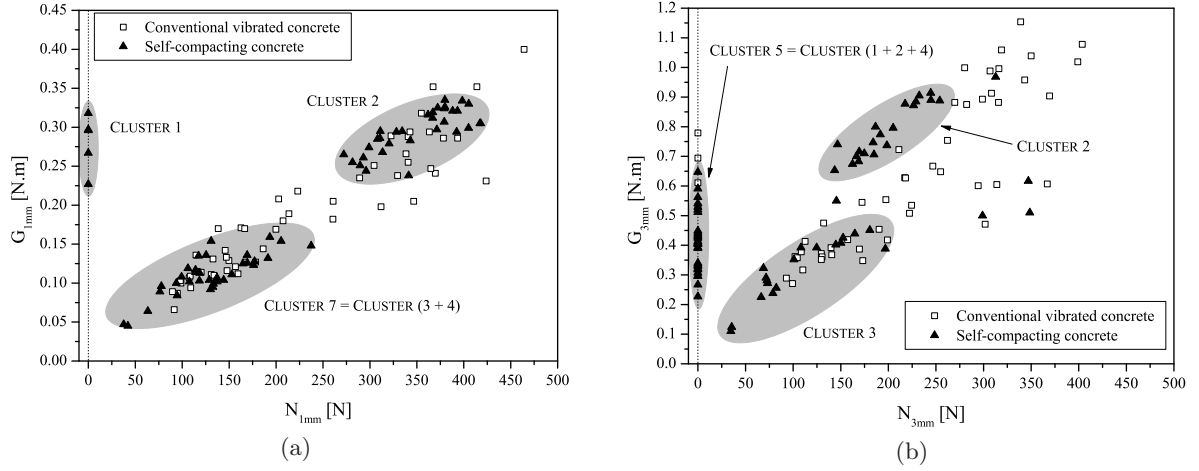 0.45
0.40
0.35
0.30
0.25
0.20
0.15
0.10
0.05
0.00
G1mm [N.m]
Conventional vibrated concrete
Self-compacting concrete
CLUSTER 2
CLUSTER 1
CLUSTER 7 = CLUSTER (3 + 4)
0 50 100 150 200 250 300 350 400 450 500
N1mm [N]
(a)
1.2
1.1
1.0
0.9
0.8
0.7
0.6
0.5
0.4
0.3
0.2
0.1
0.0
G3mm [N.m]
CLUSTER 5 = CLUSTER (1 + 2 + 4)
CLUSTER 2
CLUSTER 3
Conventional vibrated concrete
Self-compacting concrete
0 50 100 150 200 250 300 350 400 450 500
N3mm [N]
(b)